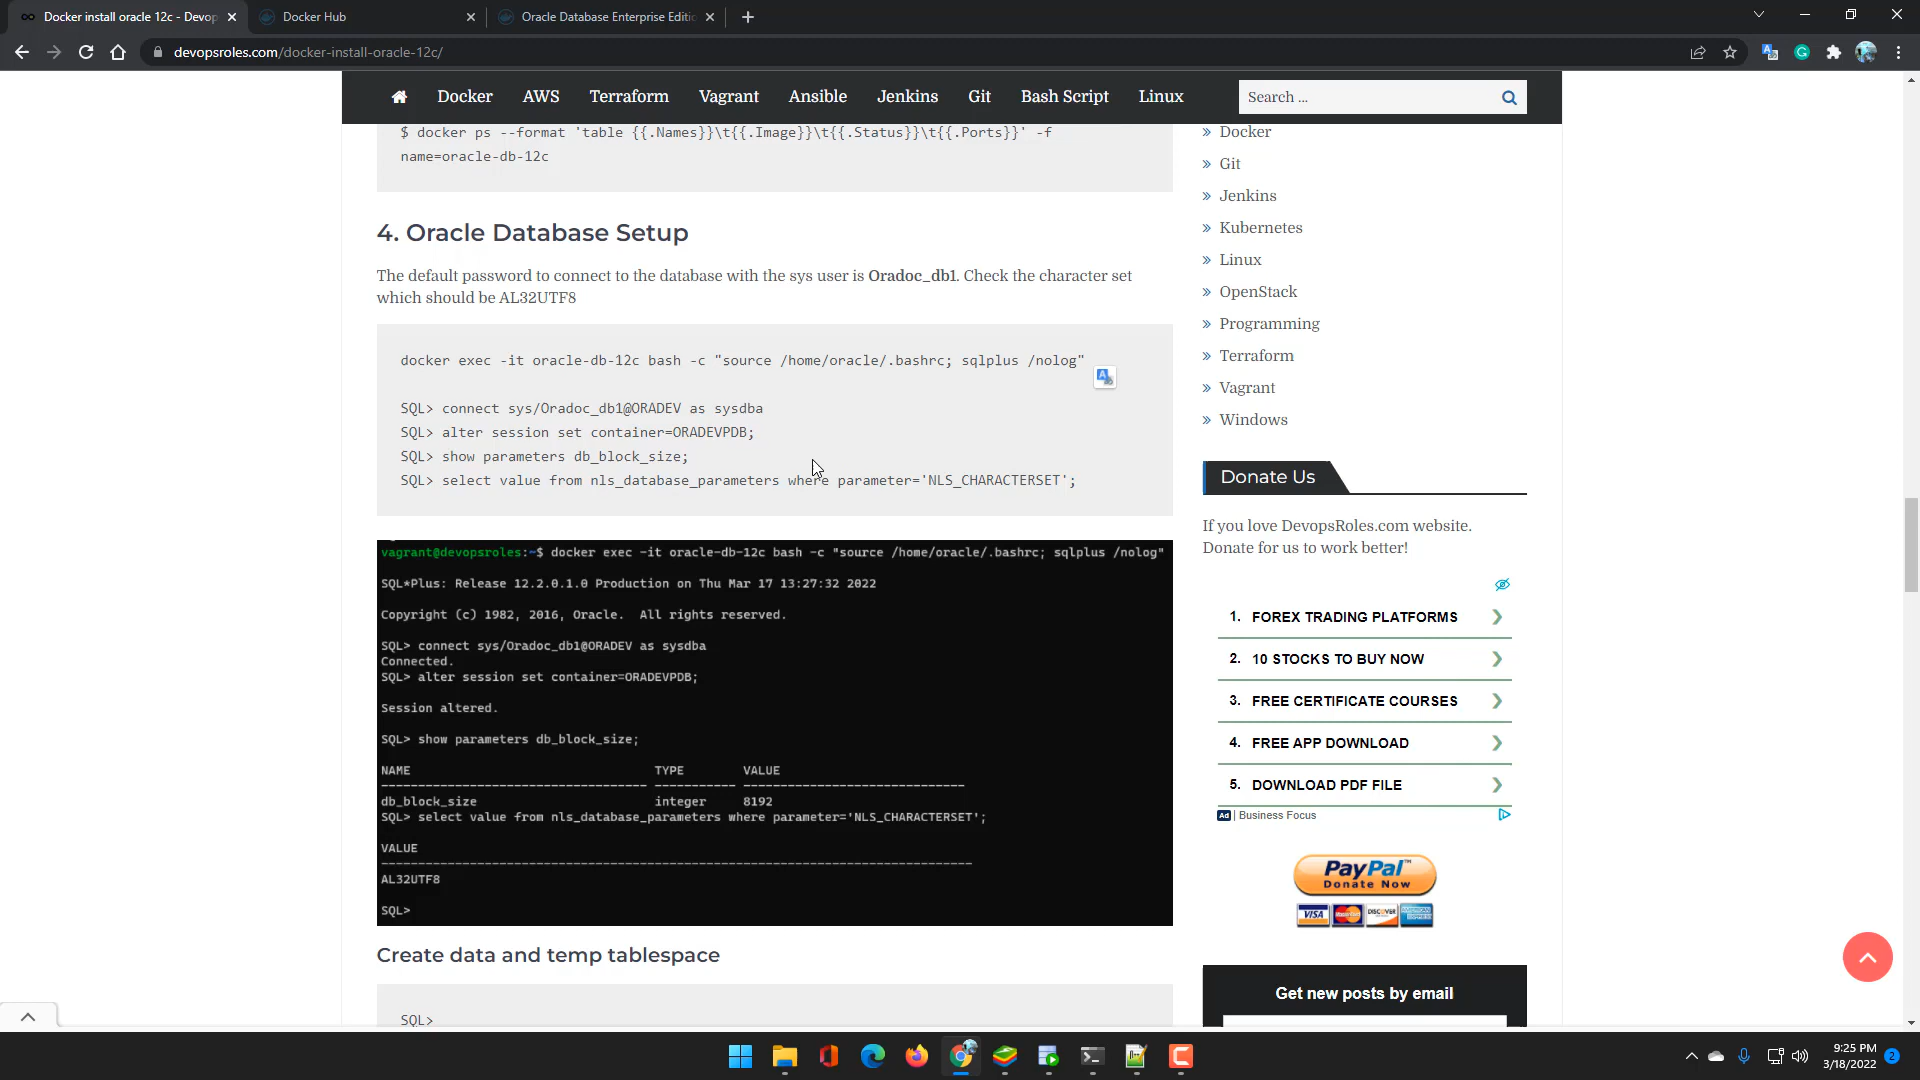 Docker install oracle 12c - Devop
Docker Hub
Oracle Database Enterprise Editio
devopsroles.com/docker-install-oracle-12c/
Docker AWS Terraform Vagrant Ansible Jenkins Git Bash Script Linux
Search ...
$ docker ps --format 'table {{.Names}}\t{{.Image}}\t{{.Status}}\t{{.Ports}}' -f
name=oracle-db-12c
4. Oracle Database Setup
The default password to connect to the database with the sys user is Oradoc_db1. Check the character set
which should be AL32UTF8
docker exec -it oracle-db-12c bash -c "source /home/oracle/.bashrc; sqlplus /nolog"
SQL> connect sys/Oradoc_db1@ORADEV as sysdba
SQL> alter session set container=ORADEVPDB;
SQL> show parameters db_block_size;
SQL> select value from nls_database_parameters where parameter='NLS_CHARACTERSET';
vagrant@devopsroles:~$ docker exec -it oracle-db-12c bash -c "source /home/oracle/.bashrc; sqlplus /nolog"
SQL*Plus: Release 12.2.0.1.0 Production on Thu Mar 17 13:27:32 2022
Copyright (c) 1982, 2016, Oracle.  All rights reserved.
SQL> connect sys/Oradoc_db1@ORADEV as sysdba
Connected.
SQL> alter session set container=ORADEVPDB;
Session altered.
SQL> show parameters db_block_size;
NAME TYPE VALUE
------------------------------------ ----------- ------------------------------
db_block_size integer 8192
SQL> select value from nls_database_parameters where parameter='NLS_CHARACTERSET';
VALUE
--------------------------------------------------------------------------------
AL32UTF8
SQL>
Create data and temp tablespace
SQL>
» Docker
» Git
» Jenkins
» Kubernetes
» Linux
» OpenStack
» Programming
» Terraform
» Vagrant
» Windows
Donate Us
If you love DevopsRoles.com website.
Donate for us to work better!
1. FOREX TRADING PLATFORMS
2. 10 STOCKS TO BUY NOW
3. FREE CERTIFICATE COURSES
4. FREE APP DOWNLOAD
5. DOWNLOAD PDF FILE
Ad | Business Focus
PayPal™
Donate Now
VISA MasterCard DISCOVER
Get new posts by email
9:25 PM
3/18/2022
2